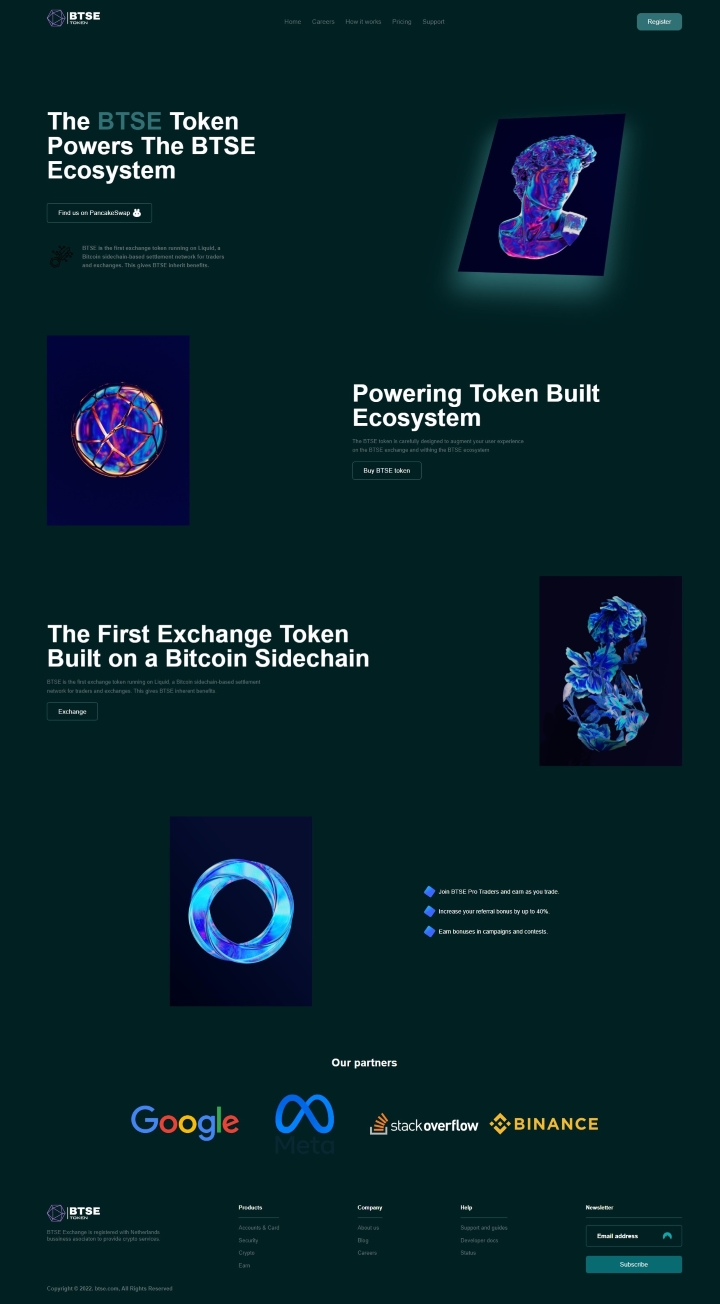 BTSE
TOKEN
Home Careers How it works Pricing Support
Register
The BTSE Token
Powers The BTSE
Ecosystem
Find us on PancakeSwap
BTSE is the first exchange token running on Liquid, a
Bitcoin sidechain-based settlement network for traders
and exchanges. This gives BTSE inherit benefits.
Powering Token Built
Ecosystem
The BTSE token is carefully designed to augment your user experience
on the BTSE exchange and withing the BTSE ecosystem
Buy BTSE token
The First Exchange Token
Built on a Bitcoin Sidechain
BTSE is the first exchange token running on Liquid, a Bitcoin sidechain-based settlement
network for traders and exchanges. This gives BTSE inherent benefits
Exchange
Join BTSE Pro Traders and earn as you trade.
Increase your referral bonus by up to 40%.
Earn bonuses in campaigns and contests.
Our partners
Google
Meta
stackoverflow
BINANCE
BTSE
TOKEN
BTSE Exchange is registered with Netherlands
to provide crypto services.
Products
Accounts & Card
Security
Crypto
Earn
Company
About us
Blog
Careers
Help
Support and guides
Developer docs
Status
Newsletter
Email address
Subscribe
Copyright © 2022, btse.com, All Rights Reserved